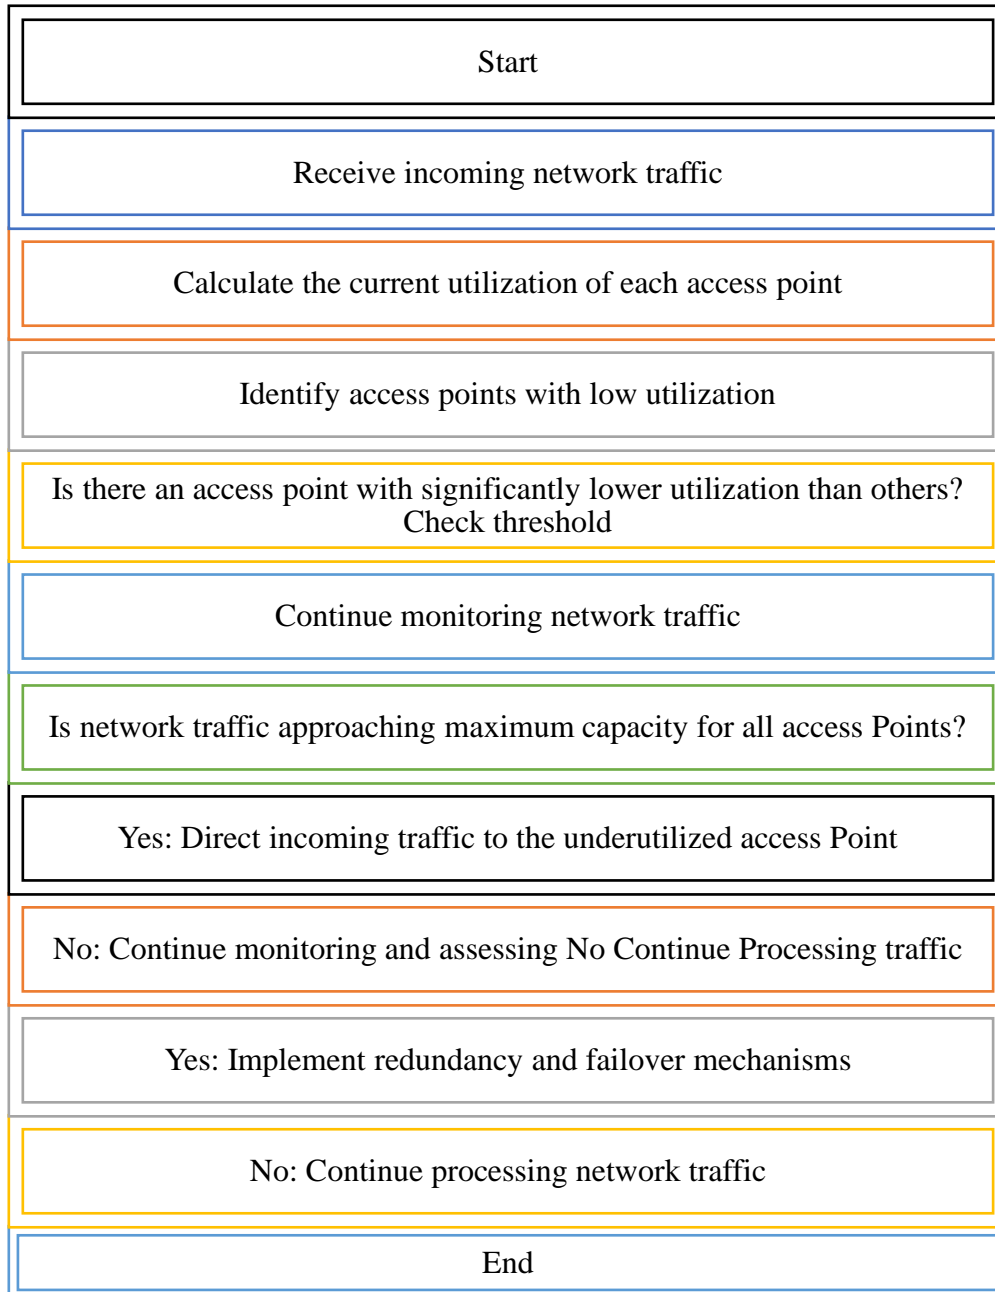 Start
Receive incoming network traffic
Calculate the current utilization of each access point
Identify access points with low utilization
Is there an access point with significantly lower utilization than others?
Check threshold
Continue monitoring network traffic
Is network traffic approaching maximum capacity for all access Points?
Yes: Direct incoming traffic to the underutilized access Point
No: Continue monitoring and assessing No Continue Processing traffic
Yes: Implement redundancy and failover mechanisms
No: Continue processing network traffic
End